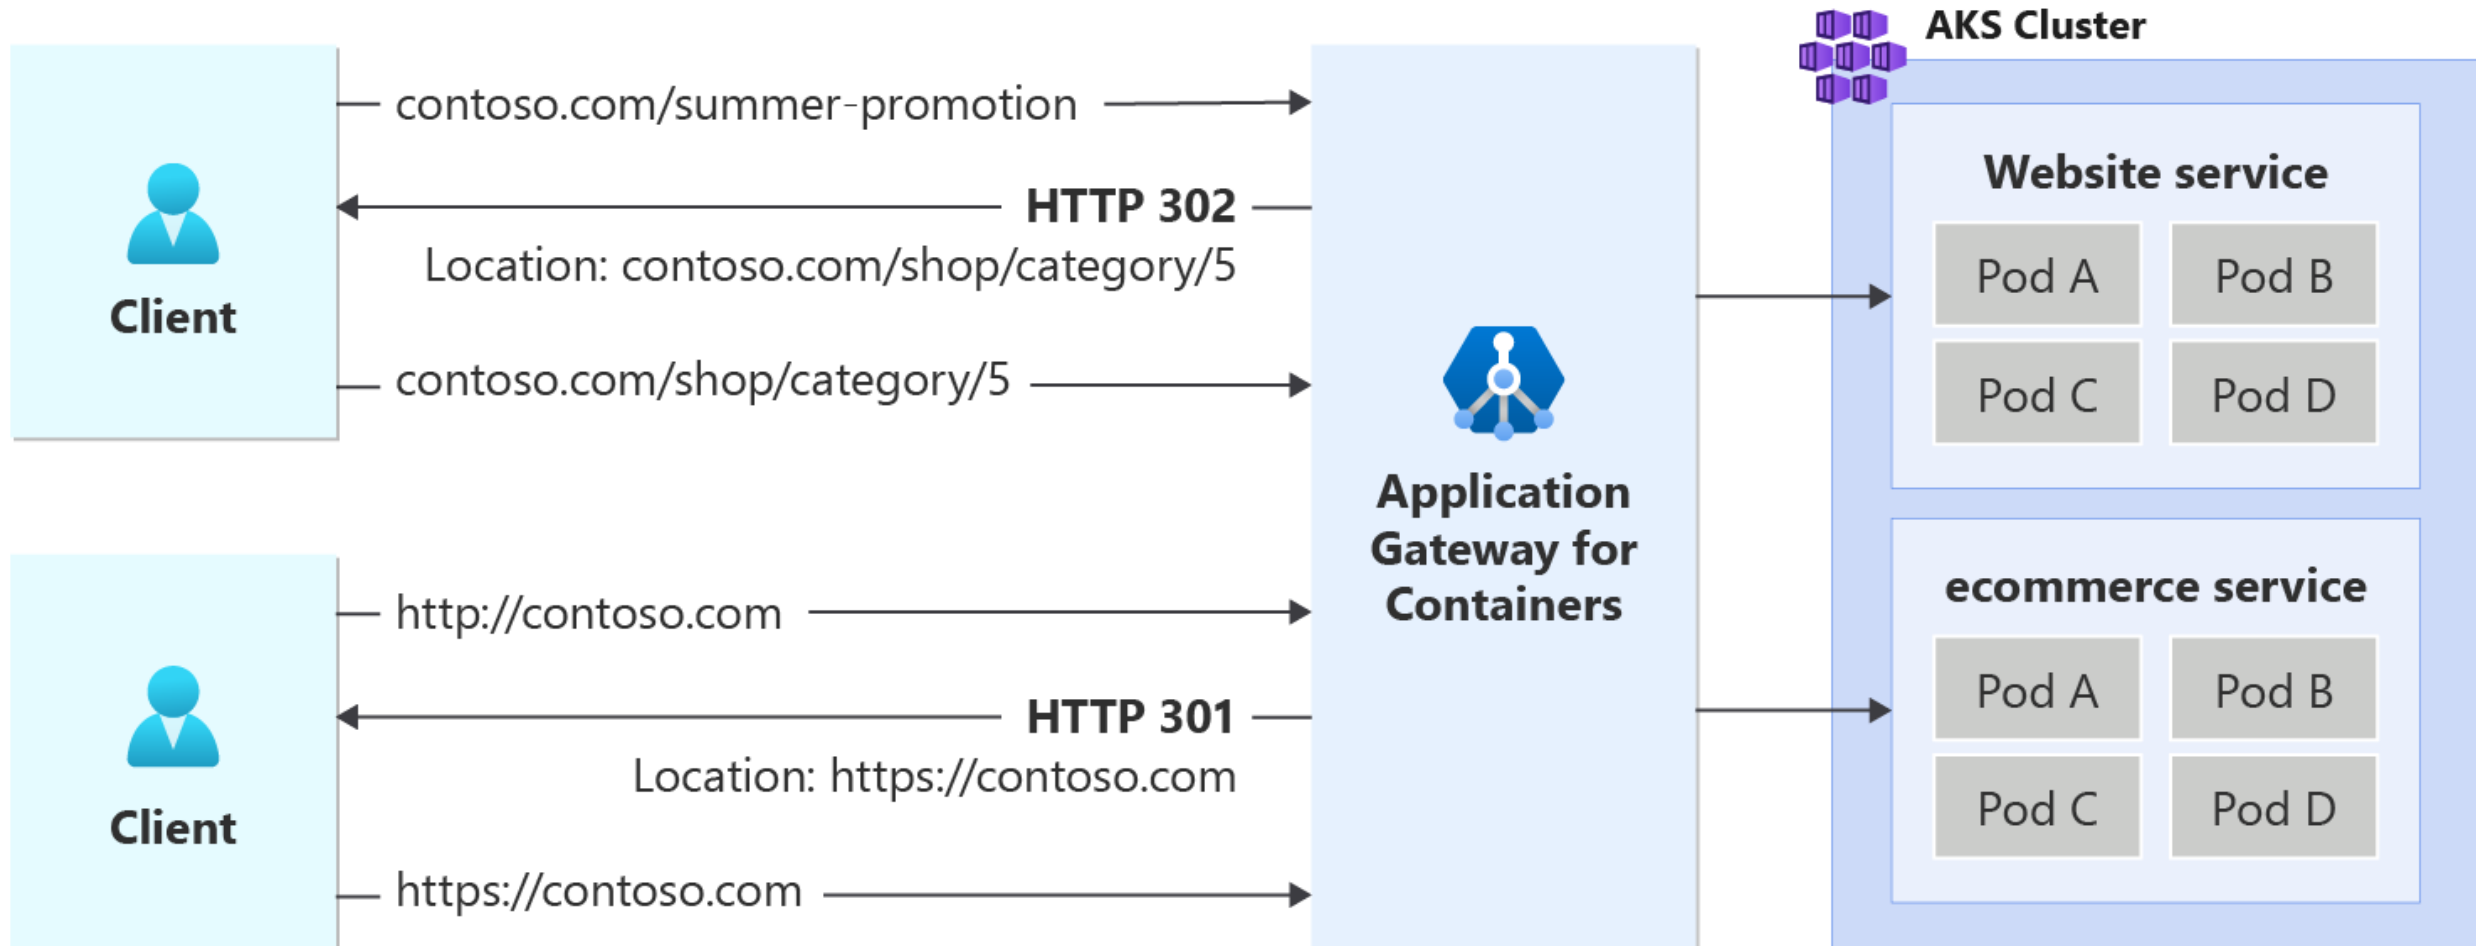 AKS Cluster
contoso.com/summer-promotion
HTTP 302
Location: contoso.com/shop/category/5
contoso.com/shop/category/5
Client
http://contoso.com
HTTP 301
Location: https://contoso.com
https://contoso.com
Client
Application
Gateway for
Containers
Website service
Pod A
Pod B
Pod C
Pod D
ecommerce service
Pod A
Pod B
Pod C
Pod D